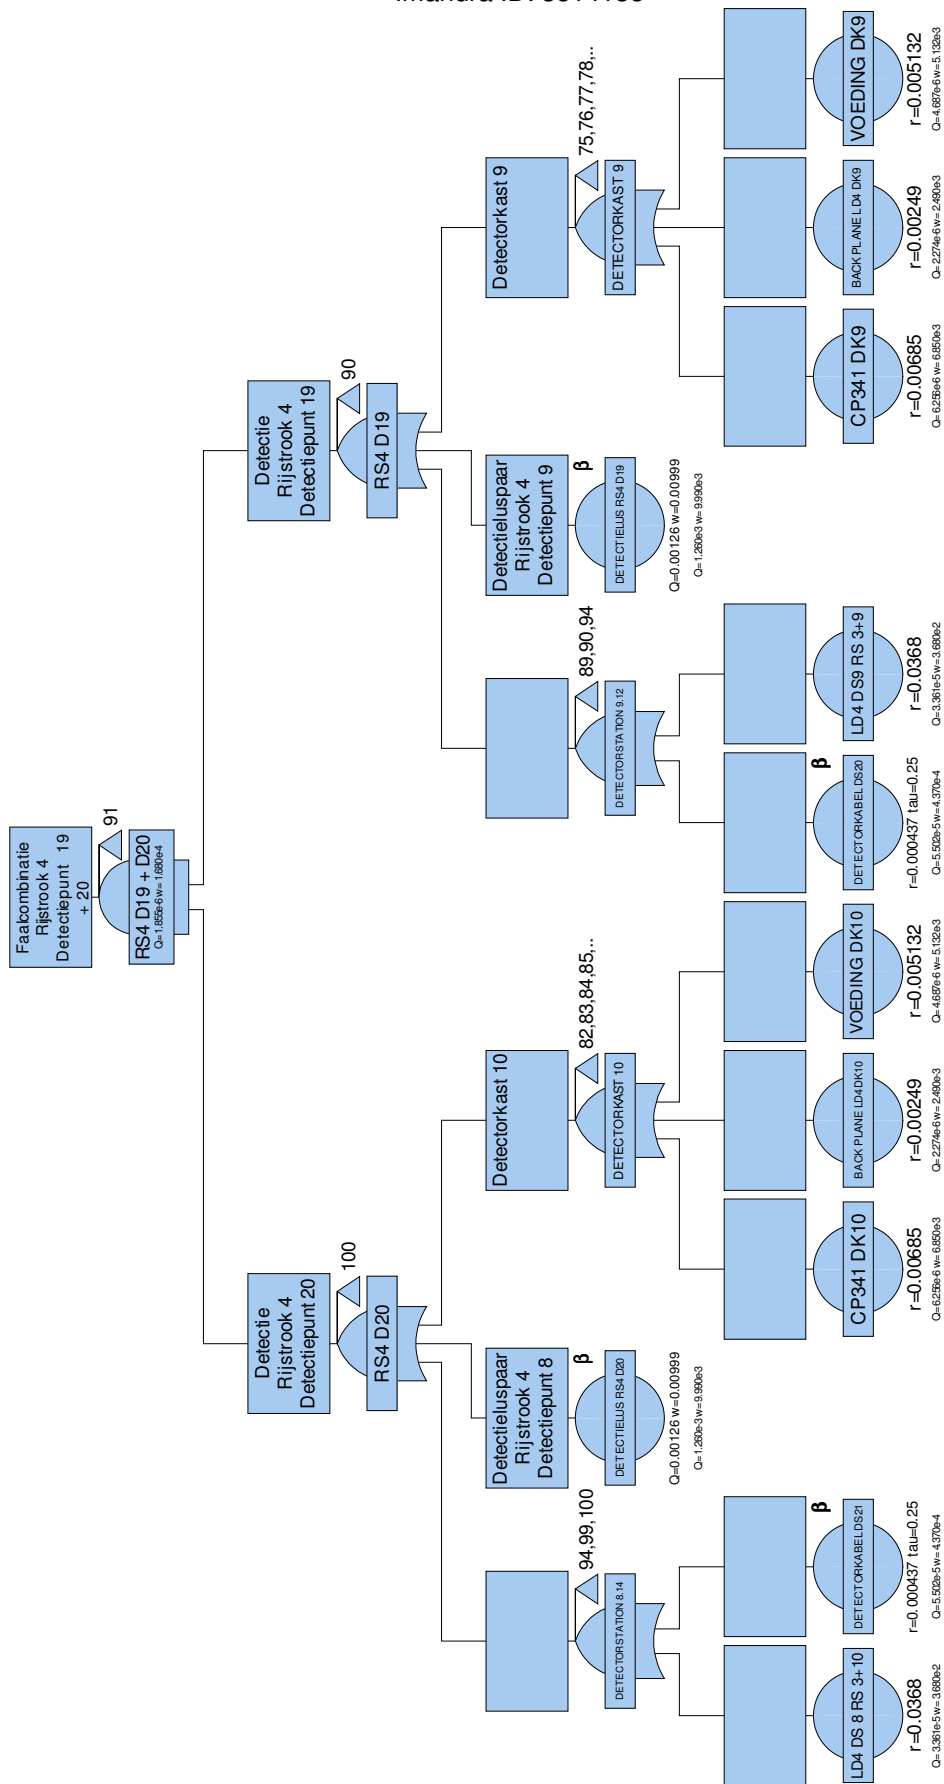 Faalcombinatie
Rijstrook 4
Detectiepunt 19
+ 20
91
RS4 D19 + D20
Q=1.855e-6 w=1.680e-4
Detectie
Rijstrook 4
Detectiepunt 20
100
RS4 D20
Detectie
Rijstrook 4
Detectiepunt 19
90
RS4 D19
94,99,100
DETECTORSTATION 8.14
Detectieluspaar
Rijstrook 4
Detectiepunt 8
β
DETECTIELUS RS4 D20
Q=0.00126 w=0.00999
Q=1.260e-3 w=9.990e-3
Detectorkast 10
82,83,84,85,..
DETECTORKAST 10
89,90,94
DETECTORSTATION 9.12
Detectieluspaar
Rijstrook 4
Detectiepunt 9
β
DETECTIELUS RS4 D19
Q=0.00126 w=0.00999
Q=1.260e-3 w=9.990e-3
Detectorkast 9
75,76,77,78,..
DETECTORKAST 9
LD4 DS 8 RS 3+10
r=0.0368
Q=3.361e-5 w=3.680e-2
β
DETECTORKABEL DS21
r=0.000437 tau=0.25
Q=5.502e-5 w=4.370e-4
CP341 DK10
r=0.00685
Q=6.256e-6 w=6.850e-3
BACK PLANE LD4 DK10
r=0.00249
Q=2.274e-6 w=2.490e-3
VOEDING DK10
r=0.005132
Q=4.687e-6 w=5.132e-3
β
DETECTORKABEL DS20
r=0.000437 tau=0.25
Q=5.502e-5 w=4.370e-4
LD4 DS9 RS 3+9
r=0.0368
Q=3.361e-5 w=3.680e-2
CP341 DK9
r=0.00685
Q=6.256e-6 w=6.850e-3
BACK PLANE LD4 DK9
r=0.00249
Q=2.274e-6 w=2.490e-3
VOEDING DK9
r=0.005132
Q=4.687e-6 w=5.132e-3